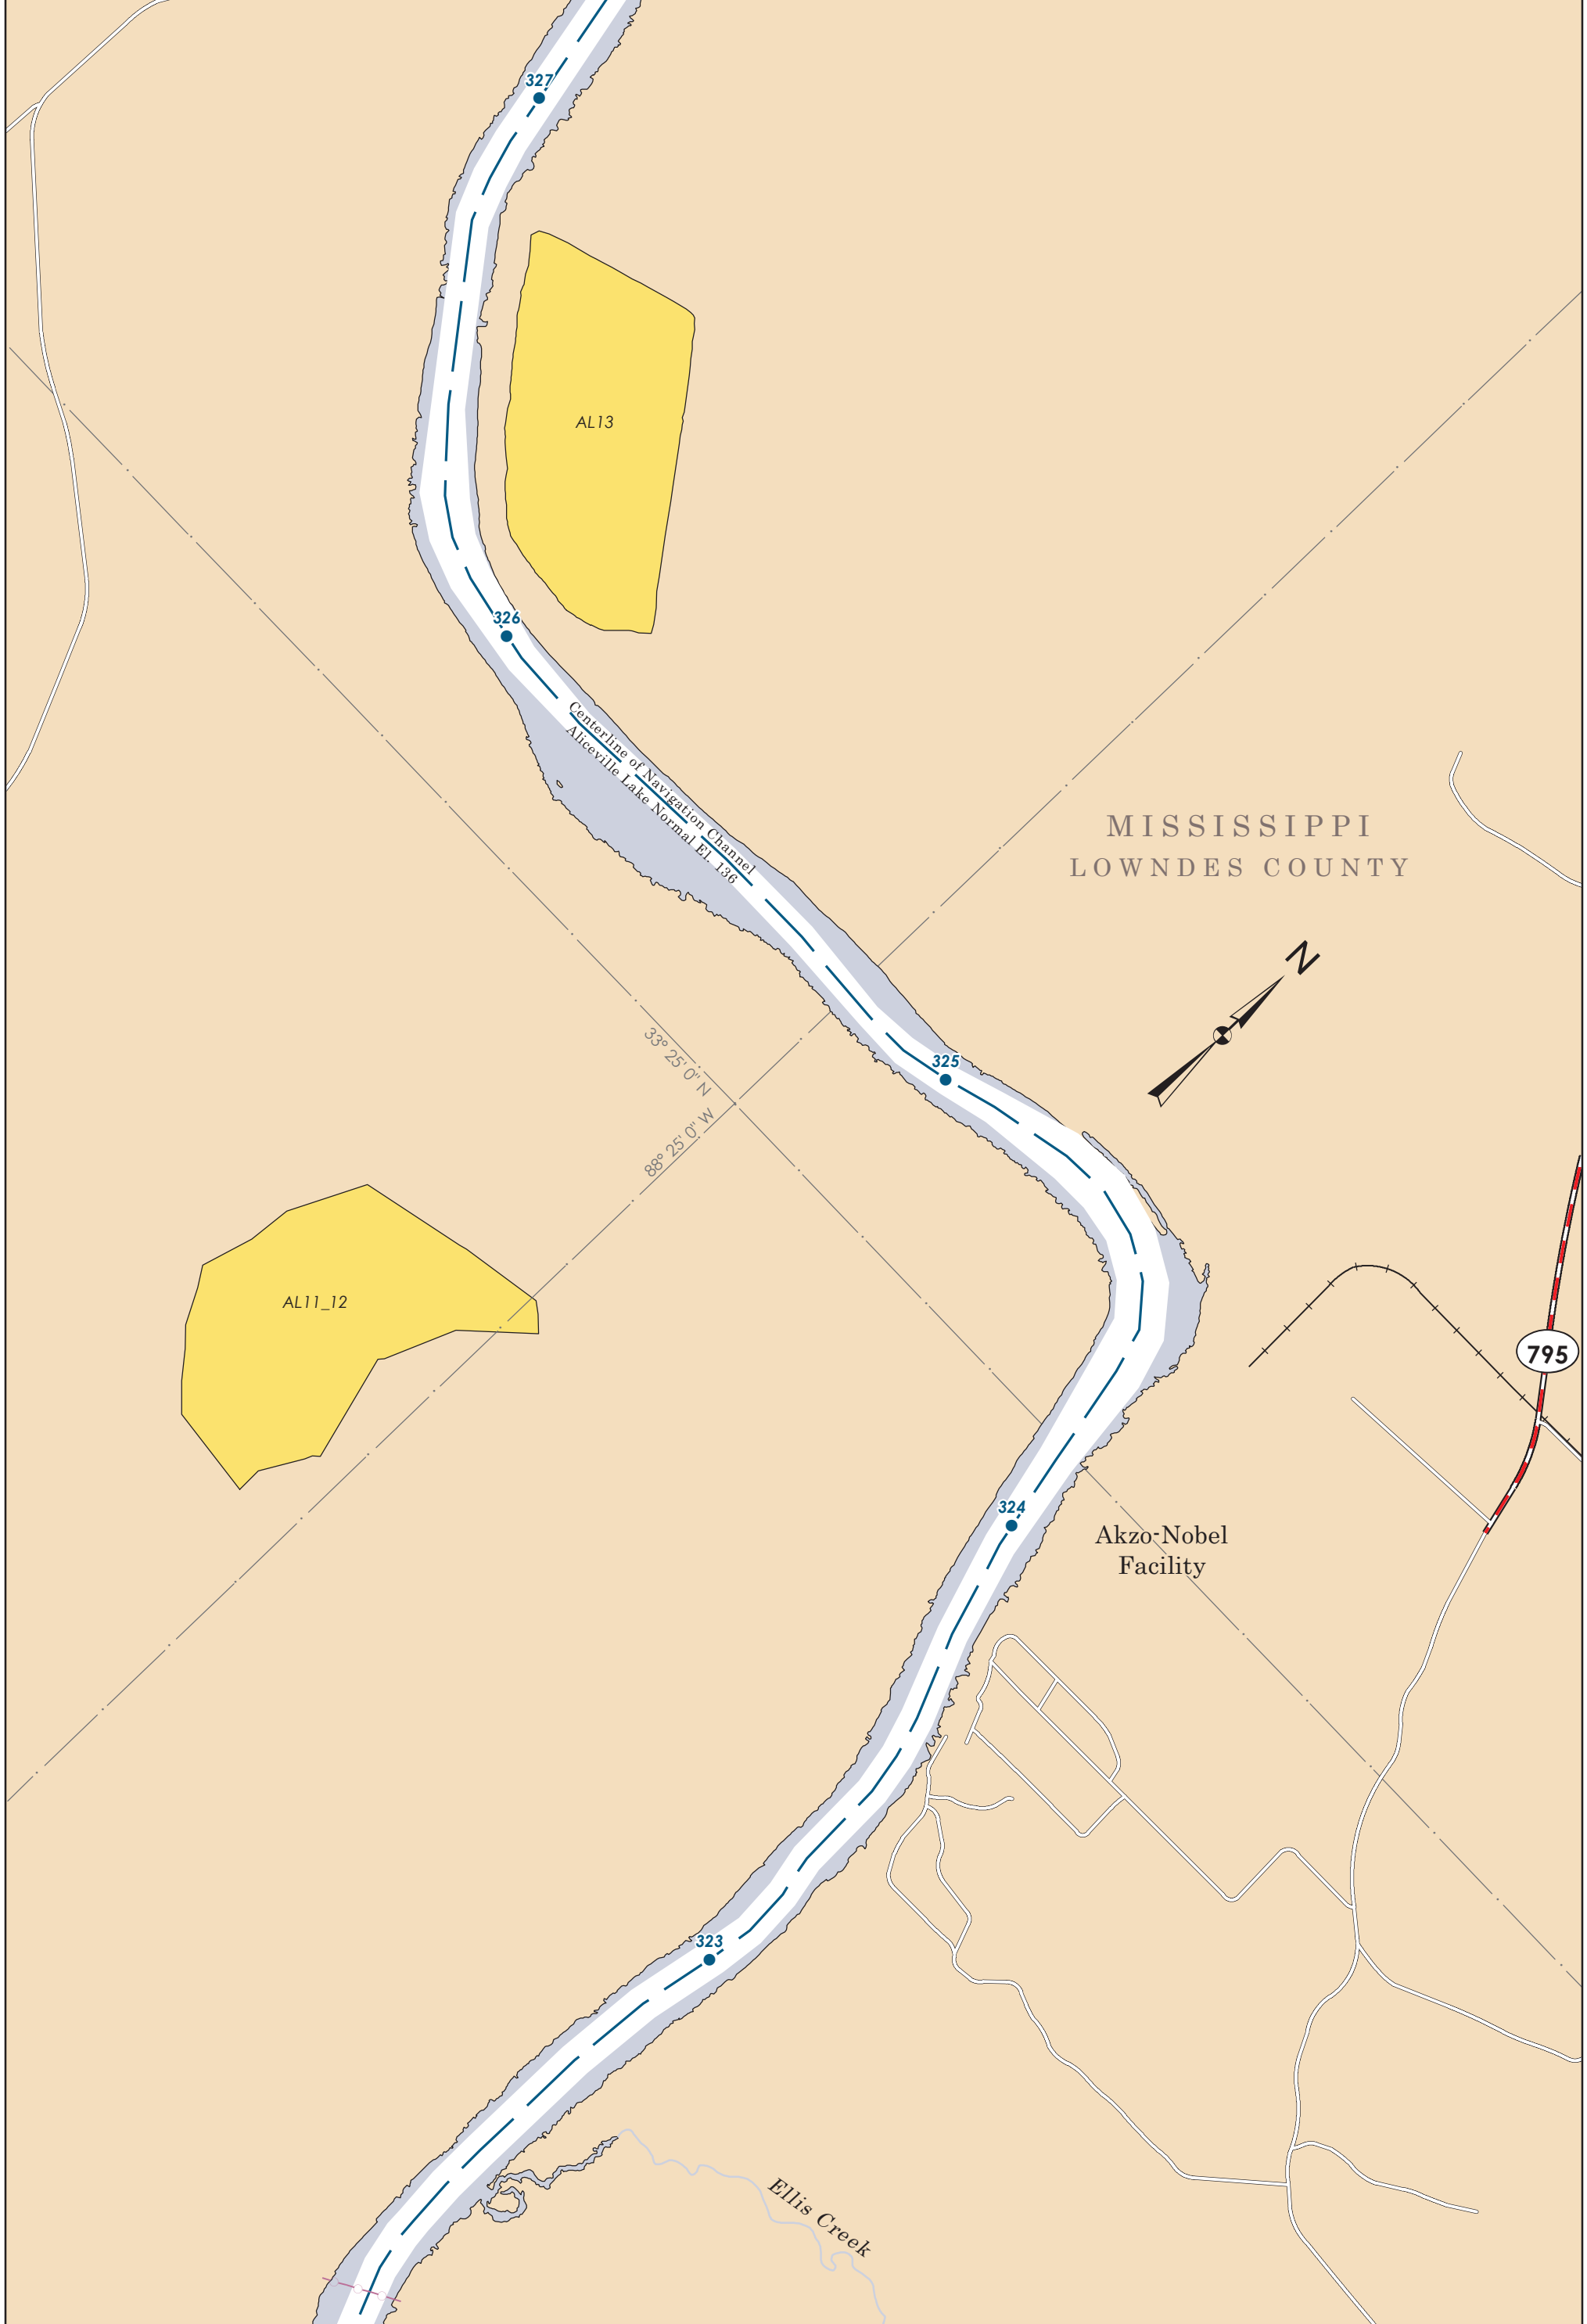 327
AL13
326
Centerline of Navigation Channel
Aliceville Lake Normal El. 136
MISSISSIPPI
LOWNDES COUNTY
N
33° 25' 0" N
325
88° 25' 0" W
AL11_12
795
324
Akzo-Nobel
Facility
323
Ellis Creek